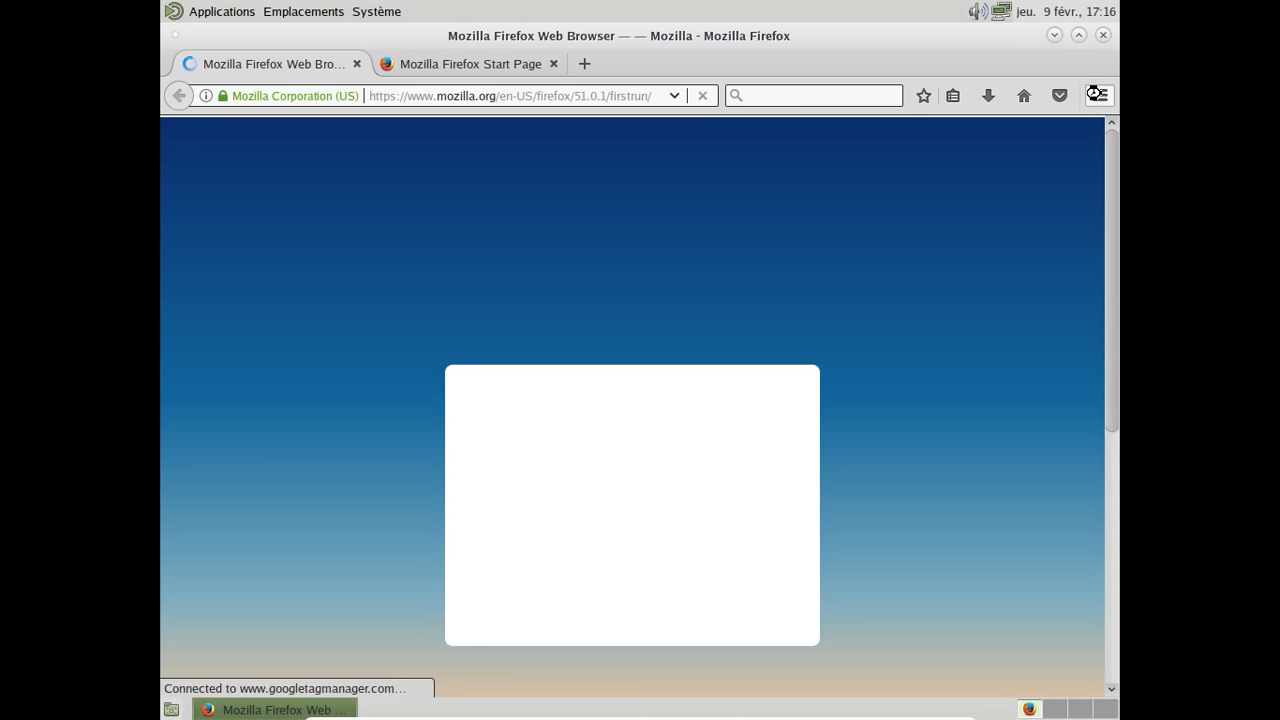 Applications Emplacements Système jeu. 9 févr., 17:16
Mozilla Firefox Web Browser — — Mozilla - Mozilla Firefox
Mozilla Firefox Web Bro... Mozilla Firefox Start Page
Mozilla Corporation (US) https://www.mozilla.org/en-US/firefox/51.0.1/firstrun/
Connected to www.googletagmanager.com...
Mozilla Firefox Web ...